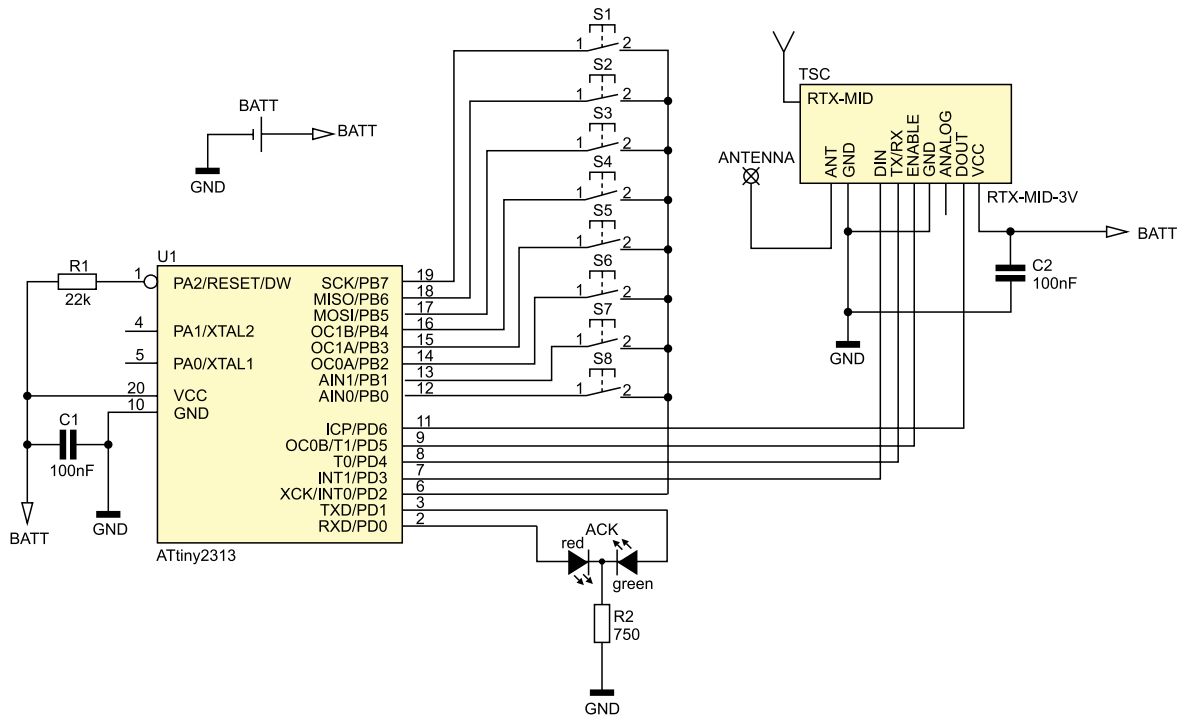 S1
1 2
S2
1 2
S3
1 2
S4
1 2
S5
1 2
S6
1 2
S7
1 2
S8
1 2
BATT
BATT
GND
TSC
RTX-MID
ANT
GND
DIN
TX/RX
ENABLE
GND
ANALOG
DOUT
VCC
RTX-MID-3V
ANTENNA
BATT
C2
100nF
GND
U1
R1
22k
1 PA2/RESET/DW
4 PA1/XTAL2
5 PA0/XTAL1
20 VCC
10 GND
SCK/PB7 19
MISO/PB6 18
MOSI/PB5 17
OC1B/PB4 16
OC1A/PB3 15
OC0A/PB2 14
AIN1/PB1 13
AIN0/PB0 12
ICP/PD6 11
OC0B/T1/PD5 9
T0/PD4 8
INT1/PD3 7
XCK/INT0/PD2 6
TXD/PD1 3
RXD/PD0 2
ATtiny2313
C1
100nF
BATT
GND
ACK
red
green
R2
750
GND